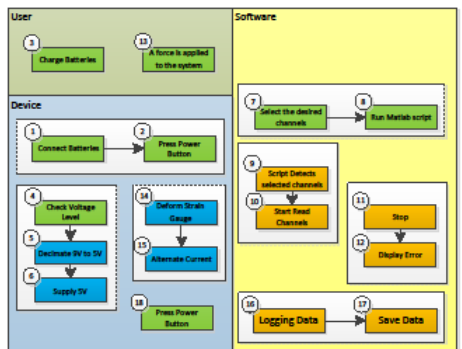 User
3
Charge Batteries
13
A force is applied
to the system
Device
1
Connect Batteries
2
Press Power
Button
4
Check Voltage
Level
5
Decimate 9V to 5V
6
Supply 5V
14
Deform Strain
Gauge
15
Alternate Current
18
Press Power
Button
Software
7
Select the desired
channels
8
Run Matlab script
9
Script Detects
selected channels
10
Start Read
Channels
11
Stop
12
Display Error
16
Logging Data
17
Save Data